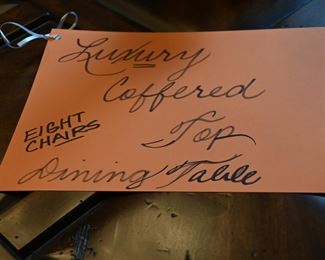 Luxury
Coffered
EIGHT
CHAIRS
Top
Dining Table